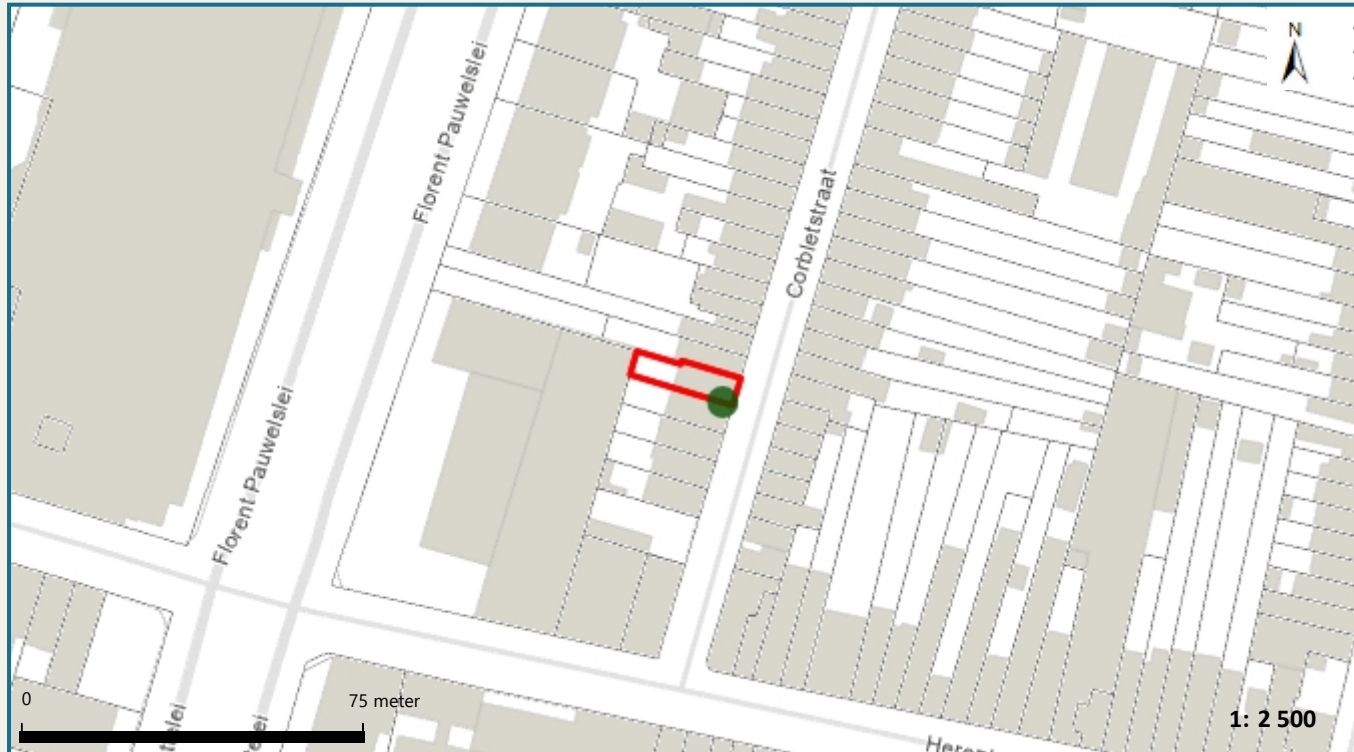 N
Florent Pauwelslei
Corbletstraat
Florent Pauwelslei
0
75 meter
1: 2 500